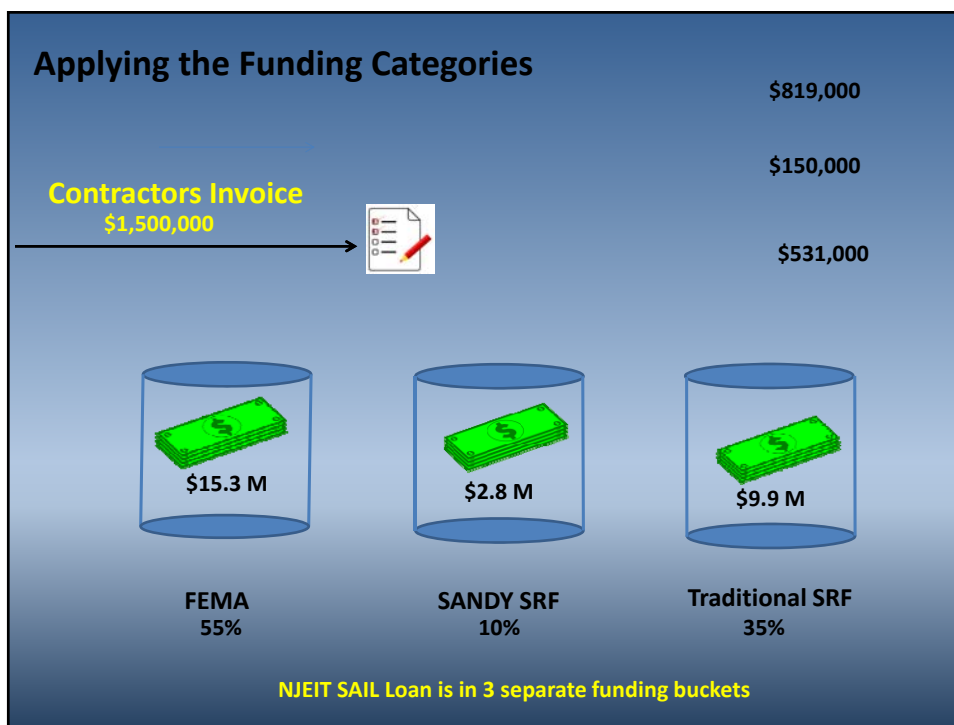 Applying the Funding Categories
$819,000
$150,000
Contractors Invoice
$1,500,000
$531,000
$15.3 M
$2.8 M
$9.9 M
FEMA
SANDY SRF
Traditional SRF
55%
10%
35%
NJEIT SAIL Loan is in 3 separate funding buckets